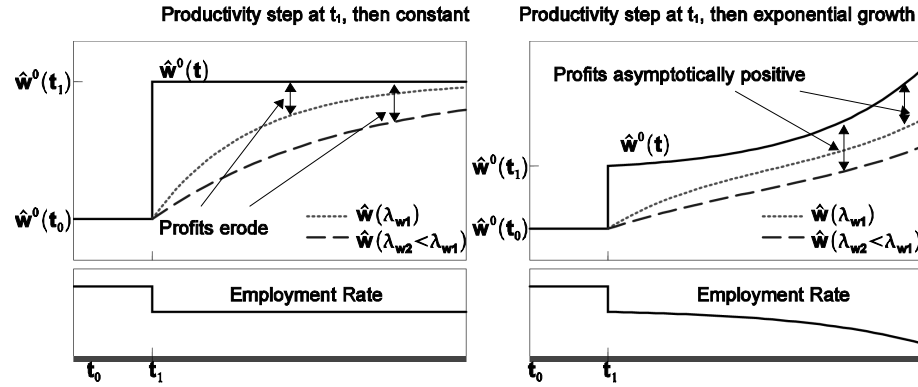 Productivity step at t₁, then constant
ŵ⁰(t₁)
ŵ⁰(t)
ŵ⁰(t₀)
Profits erode
ŵ(λw1)
ŵ(λw2<λw1)
Employment Rate
t₀
t₁
Productivity step at t₁, then exponential growth
Profits asymptotically positive
ŵ⁰(t)
ŵ⁰(t₁)
ŵ⁰(t₀)
ŵ(λw1)
ŵ(λw2<λw1)
Employment Rate
t₀
t₁